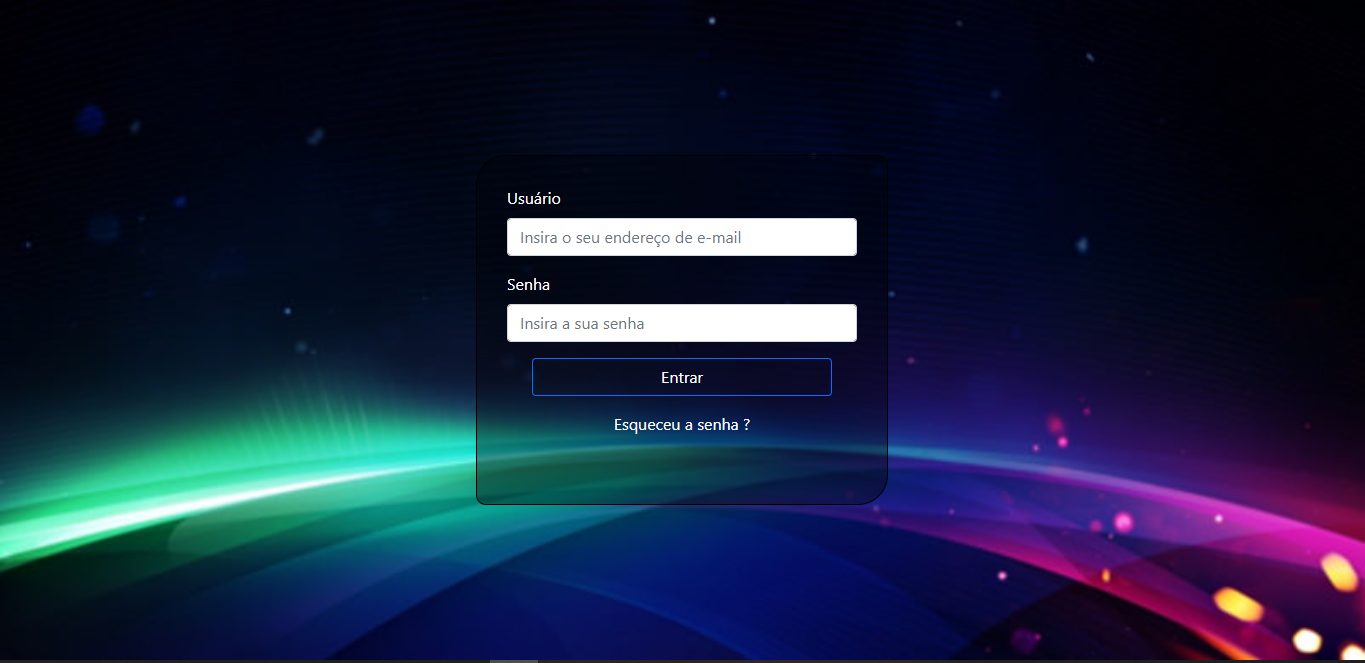 Usuário
Insira o seu endereço de e-mail
Senha
Insira a sua senha
Entrar
Esqueceu a senha ?